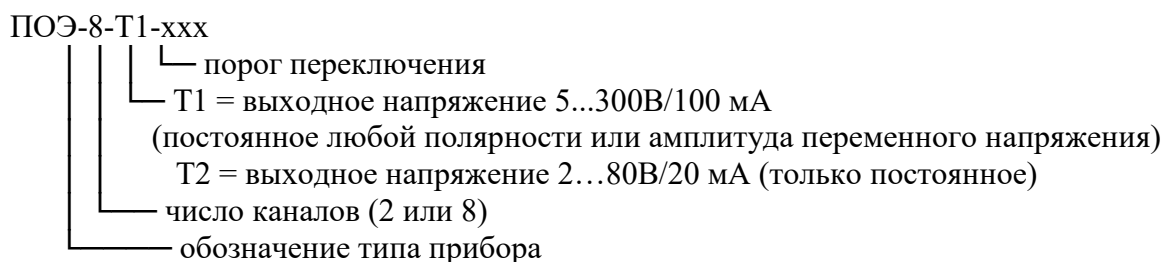 ПОЭ-8-Т1-ххх
порог переключения
Т1 = выходное напряжение 5...300В/100 мА
(постоянное любой полярности или амплитуда переменного напряжения)
Т2 = выходное напряжение 2…80В/20 мА (только постоянное)
число каналов (2 или 8)
обозначение типа прибора